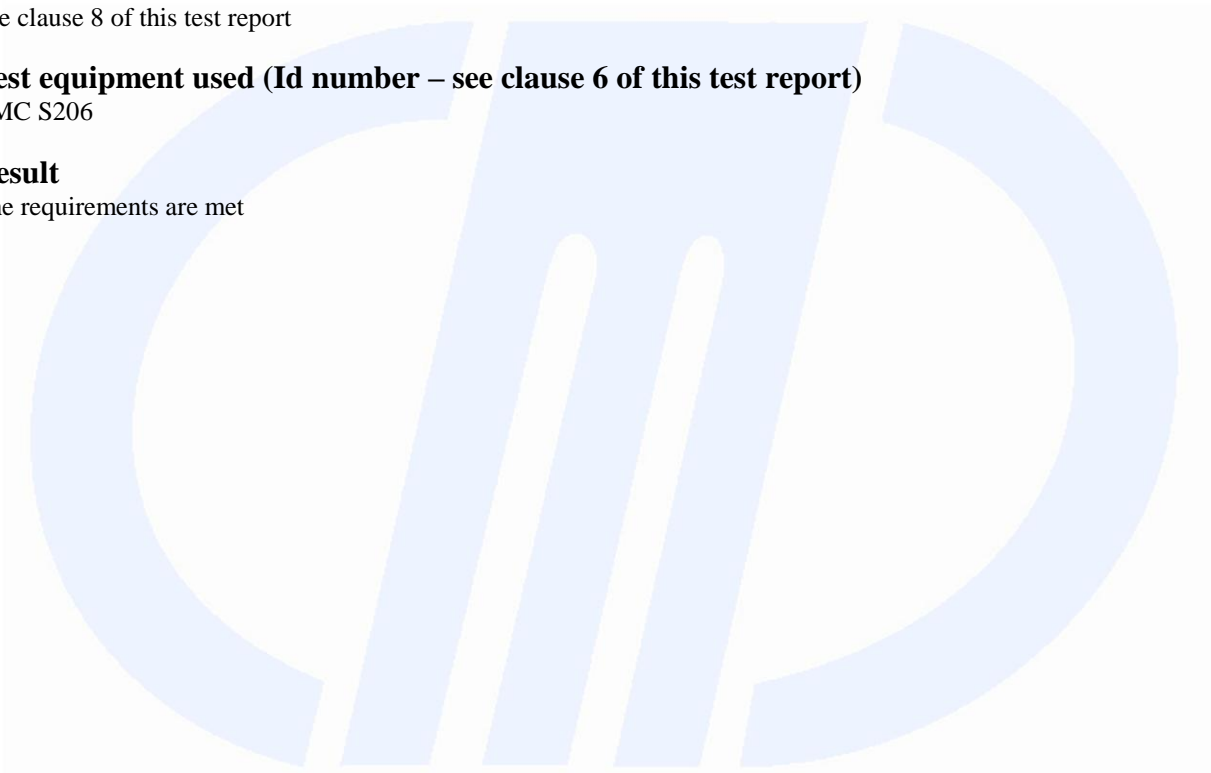 e clause 8 of this test report
est equipment used (Id number – see clause 6 of this test report)
MC S206
esult
e requirements are met